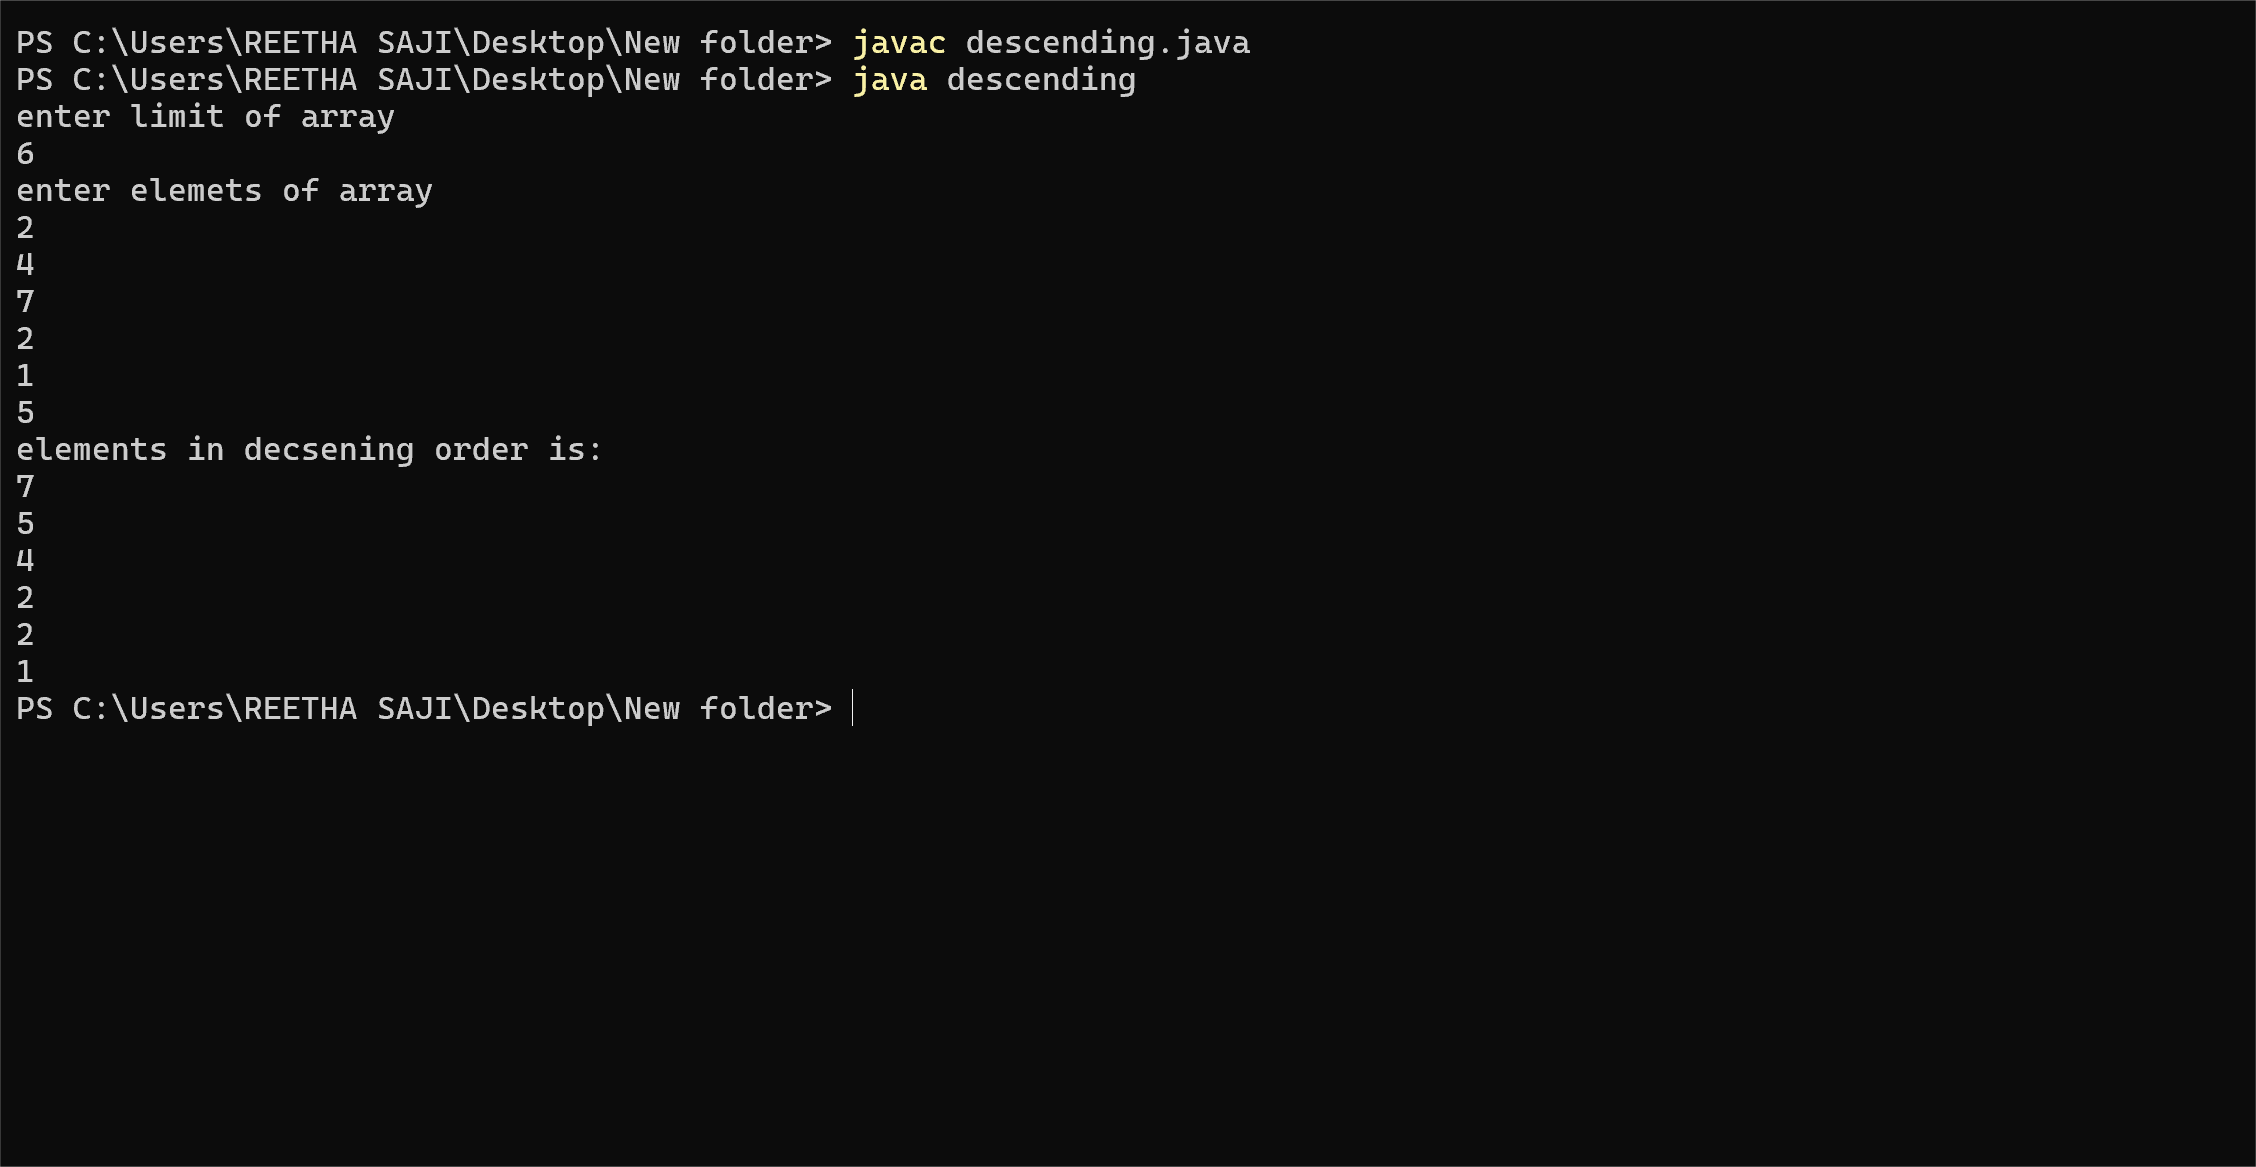 PS C:\Users\REETHA SAJI\Desktop\New folder> javac descending.java
PS C:\Users\REETHA SAJI\Desktop\New folder> java descending
enter limit of array
6
enter elemets of array
2
4
7
2
1
5
elements in decsening order is:
7
5
4
2
2
1
PS C:\Users\REETHA SAJI\Desktop\New folder>